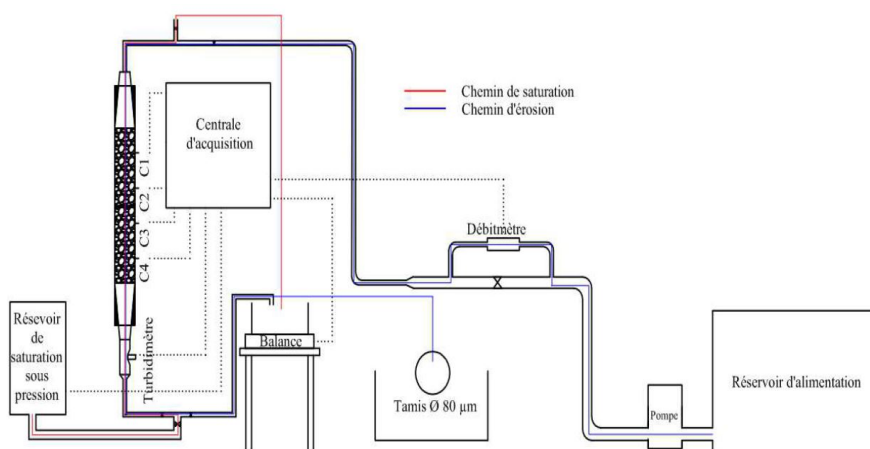 Chemin de saturation
Chemin d'érosion
Centrale
d'acquisition
C1
C2
C3
C4
Débitmètre
Résevoir
de
saturation
sous
pression
Turbidimètre
Balance
Tamis Ø 80 µm
Pompe
Réservoir d'alimentation